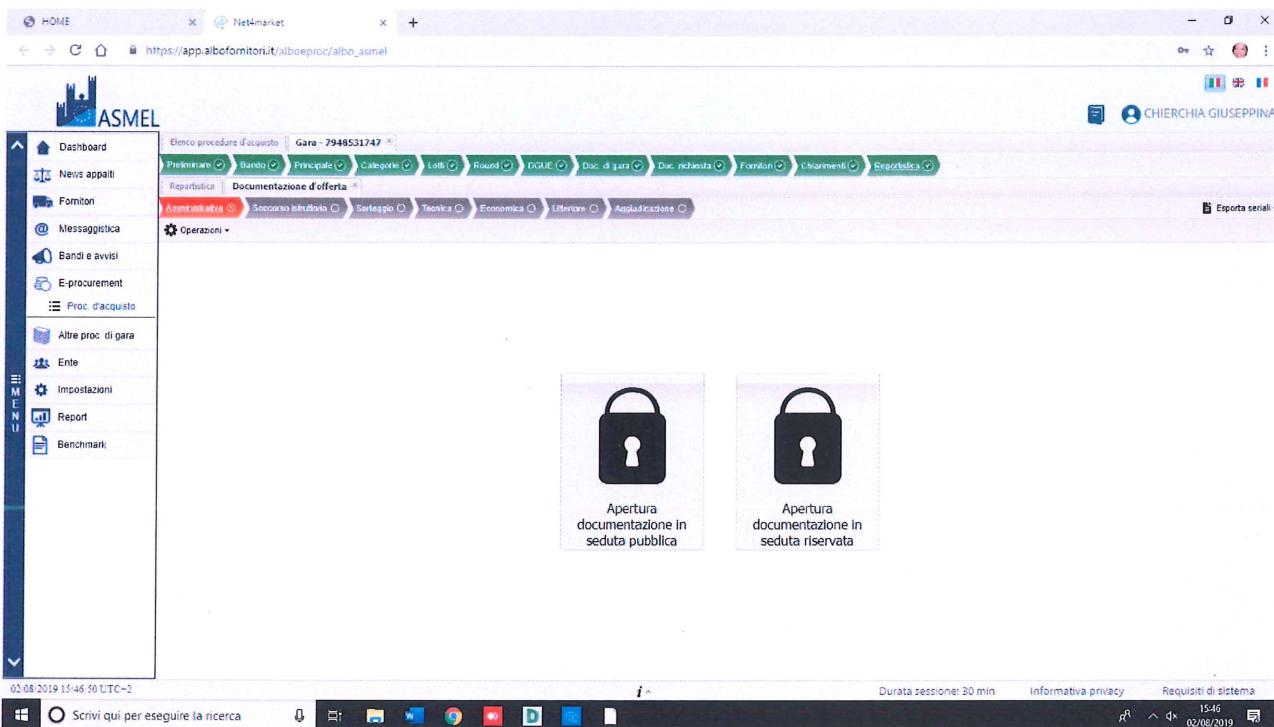 HOME
Net4market
https://app.albofornitori.it/alboeproc/albo_asmel
ASMEL
CHIERCHIA GIUSEPPINA
Elenco procedure d'acquisto
Gara - 7948531747
Preliminare
Bando
Principale
Categorie
Lotti
Round
DGUE
Doc. di gara
Doc. richiesta
Fornitori
Chiarimenti
Reportistica
Reportistica
Documentazione d'offerta
Amministrativa
Soccorso istruttorio
Sorteggio
Tecnica
Economica
Ulteriore
Aggiudicazione
Esporta seriali
Operazioni
MENU
Dashboard
News appalti
Fornitori
Messaggistica
Bandi e avvisi
E-procurement
Proc. d'acquisto
Altre proc. di gara
Ente
Impostazioni
Report
Benchmark
Apertura
documentazione in
seduta pubblica
Apertura
documentazione in
seduta riservata
02/08/2019 15:46:50 UTC+2
Durata sessione: 30 min
Informativa privacy
Requisiti di sistema
Scrivi qui per eseguire la ricerca
15:46
02/08/2019